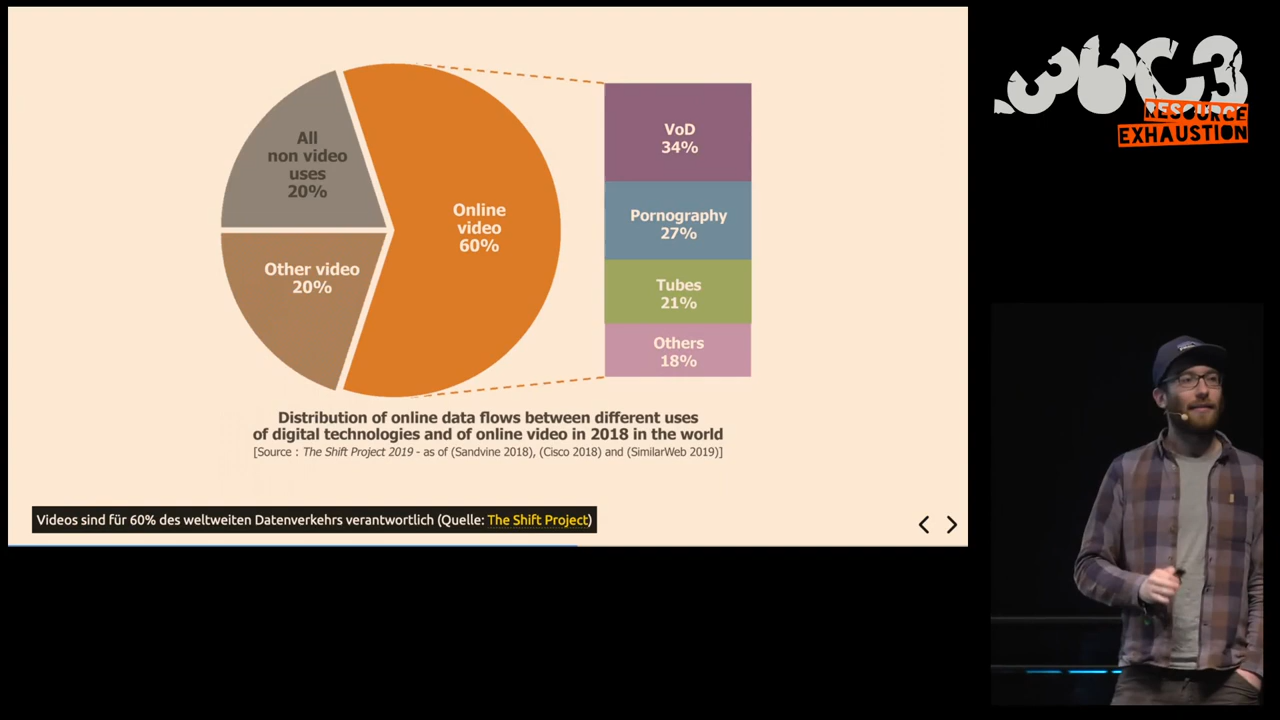 All
non video
uses
20%
Other video
20%
Online
video
60%
VoD
34%
Pornography
27%
Tubes
21%
Others
18%
Distribution of online data flows between different uses
of digital technologies and of online video in 2018 in the world
[Source : The Shift Project 2019 - as of (Sandvine 2018), (Cisco 2018) and (SimilarWeb 2019)]
Videos sind für 60% des weltweiten Datenverkehrs verantwortlich (Quelle: The Shift Project)
36C3
RESOURCE
EXHAUSTION